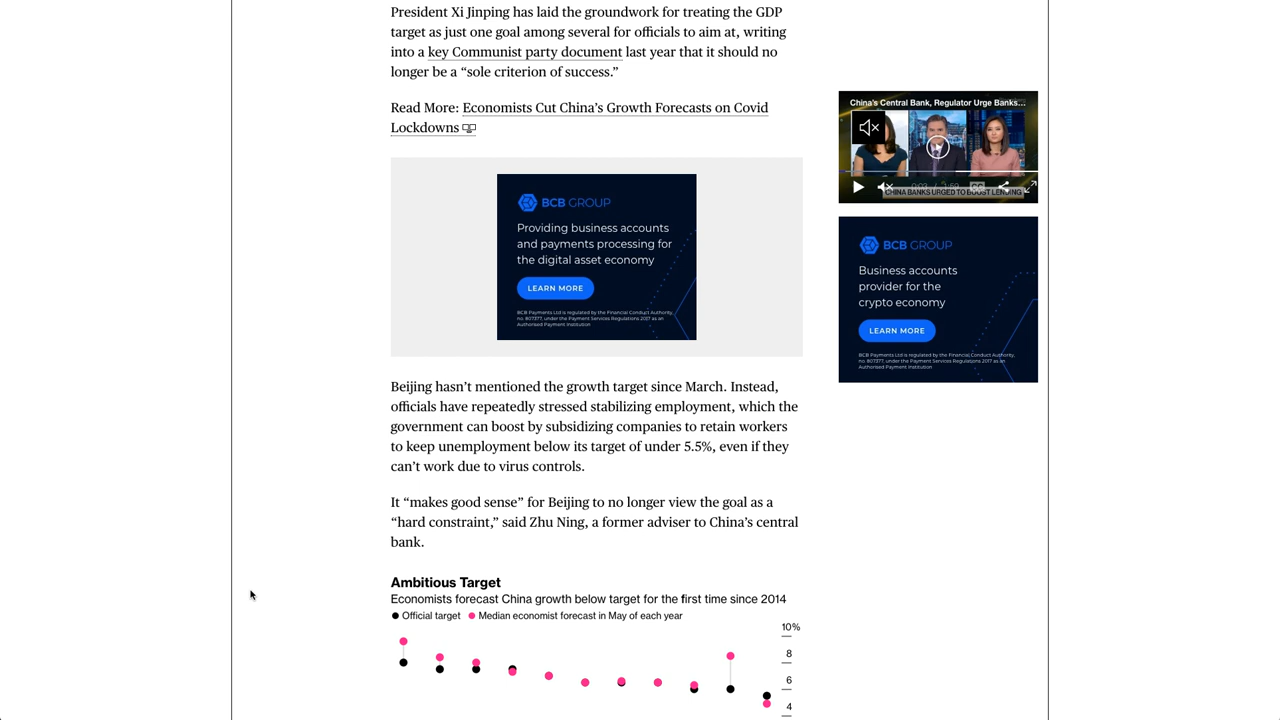 President Xi Jinping has laid the groundwork for treating the GDP
target as just one goal among several for officials to aim at, writing
into a key Communist party document last year that it should no
longer be a “sole criterion of success.”
Read More: Economists Cut China’s Growth Forecasts on Covid
Lockdowns
BCB GROUP
Providing business accounts
and payments processing for
the digital asset economy
LEARN MORE
BCB Payments Ltd is regulated by the Financial Conduct Authority,
no. 807377, under the Payment Services Regulations 2017 as an
Authorised Payment Institution
Beijing hasn’t mentioned the growth target since March. Instead,
officials have repeatedly stressed stabilizing employment, which the
government can boost by subsidizing companies to retain workers
to keep unemployment below its target of under 5.5%, even if they
can’t work due to virus controls.
It “makes good sense” for Beijing to no longer view the goal as a
“hard constraint,” said Zhu Ning, a former adviser to China’s central
bank.
Ambitious Target
Economists forecast China growth below target for the first time since 2014
Official target Median economist forecast in May of each year
10%
8
6
4
China’s Central Bank, Regulator Urge Banks...
CHINA BANKS URGED TO BOOST LENDING
BCB GROUP
Business accounts
provider for the
crypto economy
LEARN MORE
BCB Payments Ltd is regulated by the Financial Conduct Authority,
no. 807377, under the Payment Services Regulations 2017 as an
Authorised Payment Institution